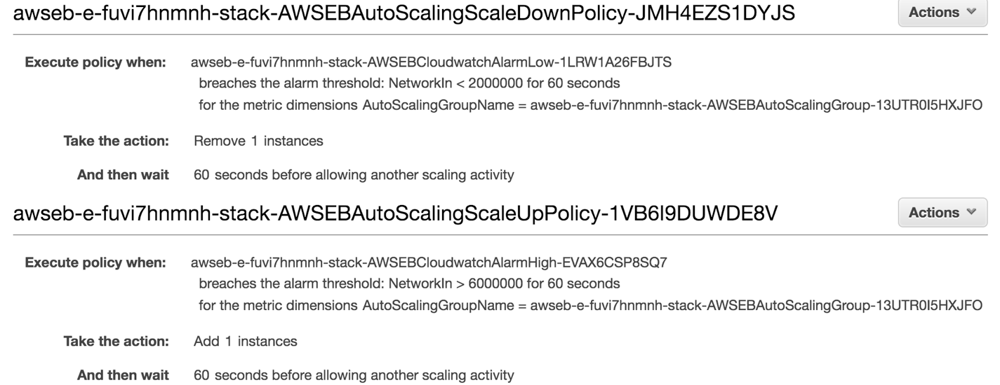 awseb-e-fuvi7hnmnh-stack-AWSEBAutoScalingScaleDownPolicy-JMH4EZS1DYJS Actions
Execute policy when: awseb-e-fuvi7hnmnh-stack-AWSEBCloudwatchAlarmLow-1LRW1A26FBJTS
breaches the alarm threshold: NetworkIn < 2000000 for 60 seconds
for the metric dimensions AutoScalingGroupName = awseb-e-fuvi7hnmnh-stack-AWSEBAutoScalingGroup-13UTR0I5HXJFO
Take the action: Remove 1 instances
And then wait 60 seconds before allowing another scaling activity
awseb-e-fuvi7hnmnh-stack-AWSEBAutoScalingScaleUpPolicy-1VB6I9DUWDE8V Actions
Execute policy when: awseb-e-fuvi7hnmnh-stack-AWSEBCloudwatchAlarmHigh-EVAX6CSP8SQ7
breaches the alarm threshold: NetworkIn > 6000000 for 60 seconds
for the metric dimensions AutoScalingGroupName = awseb-e-fuvi7hnmnh-stack-AWSEBAutoScalingGroup-13UTR0I5HXJFO
Take the action: Add 1 instances
And then wait 60 seconds before allowing another scaling activity